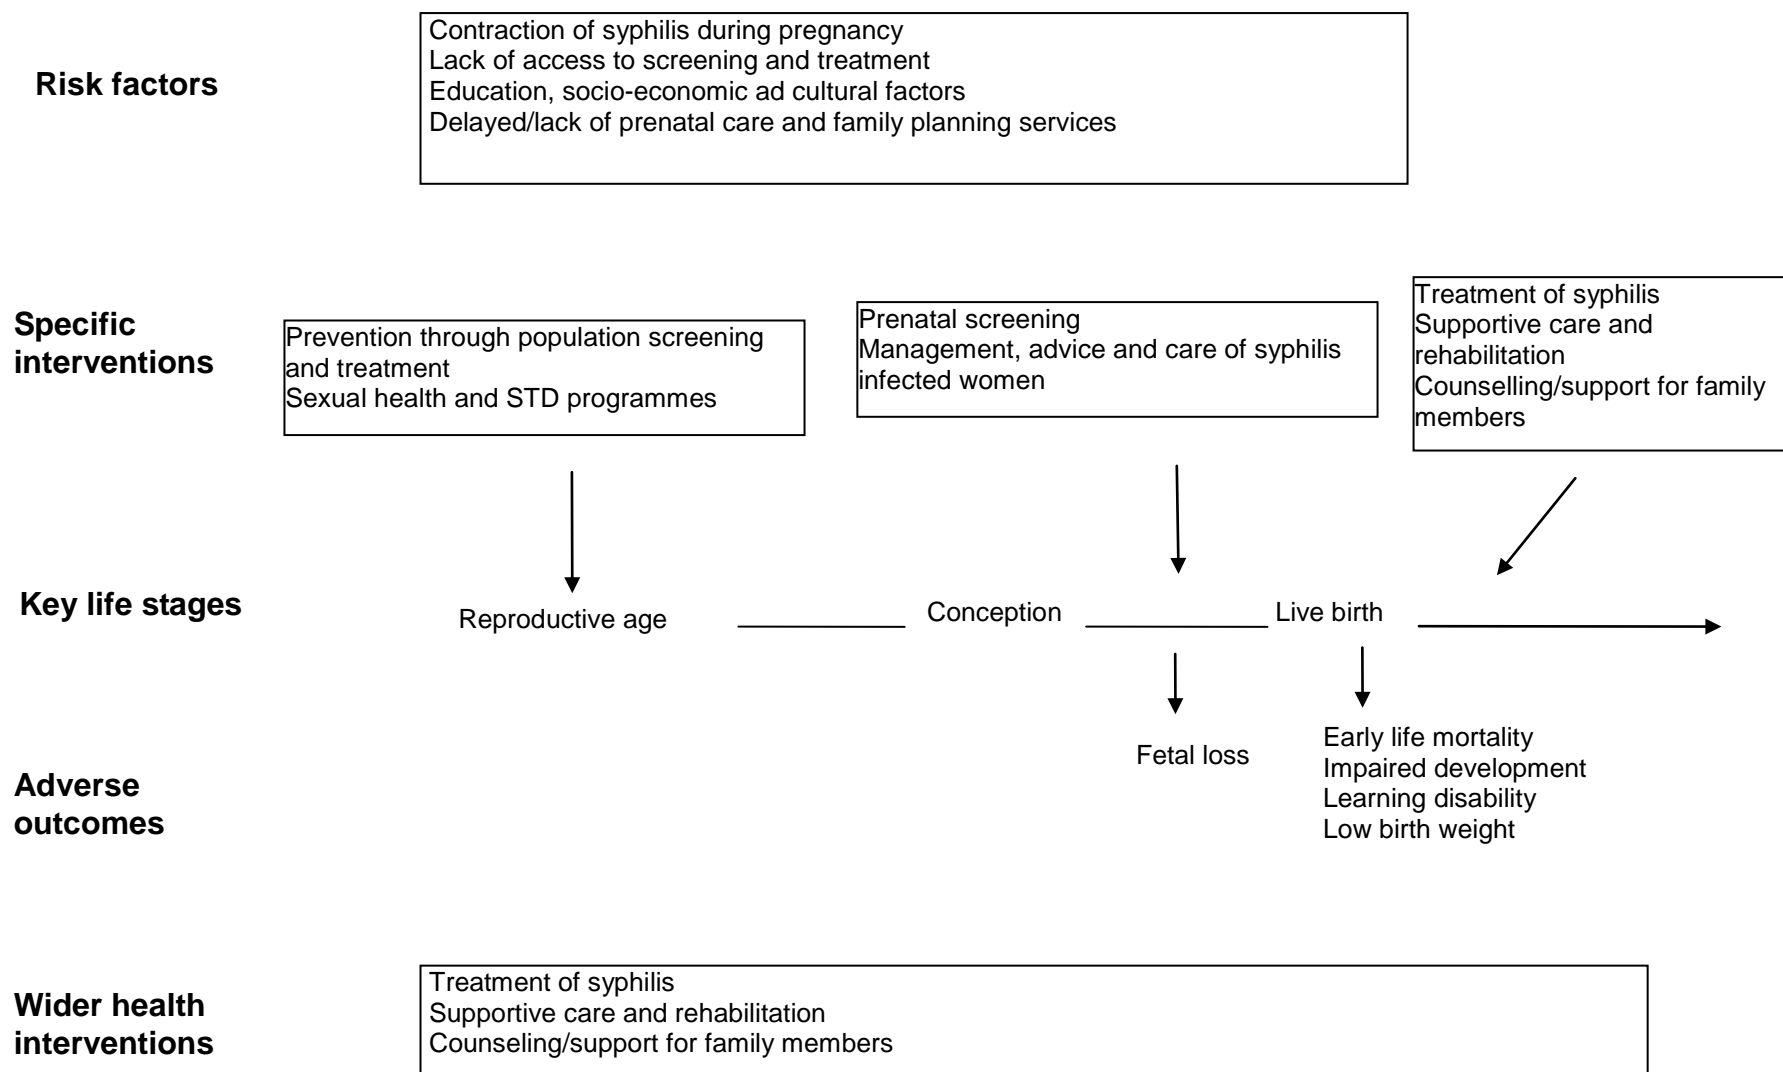 Risk factors
Contraction of syphilis during pregnancy
Lack of access to screening and treatment
Education, socio-economic ad cultural factors
Delayed/lack of prenatal care and family planning services
Specific
interventions
Prevention through population screening
and treatment
Sexual health and STD programmes
Prenatal screening
Management, advice and care of syphilis
infected women
Treatment of syphilis
Supportive care and
rehabilitation
Counselling/support for family
members
Key life stages
Reproductive age
Conception
Live birth
Adverse
outcomes
Fetal loss
Early life mortality
Impaired development
Learning disability
Low birth weight
Wider health
interventions
Treatment of syphilis
Supportive care and rehabilitation
Counseling/support for family members